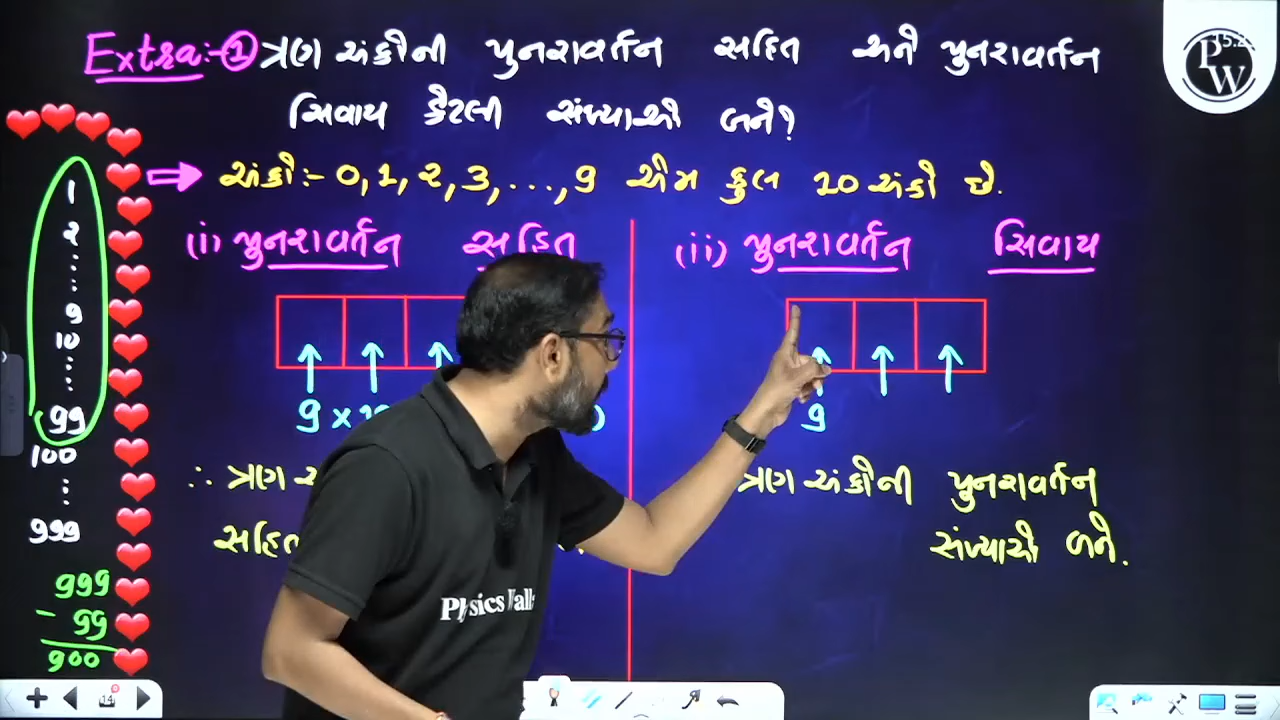 Extra:-① ત્રણ અંકોની પુનરાવર્તન સહિત અને પુનરાવર્તન
સિવાય કેટલી સંખ્યાઓ બને?
અંકો:- 0, 1, 2, 3, ..., 9 એમ કુલ 10 અંકો છે.
(i) પુનરાવર્તન સહિત
9 ×
∴ ત્રણ
સહિત
(ii) પુનરાવર્તન સિવાય
9
ત્રણ અંકોની પુનરાવર્તન
સંખ્યાઓ બને.
1
2
9
10
99
100
999
999
- 99
900
Physics Walla
PW
14